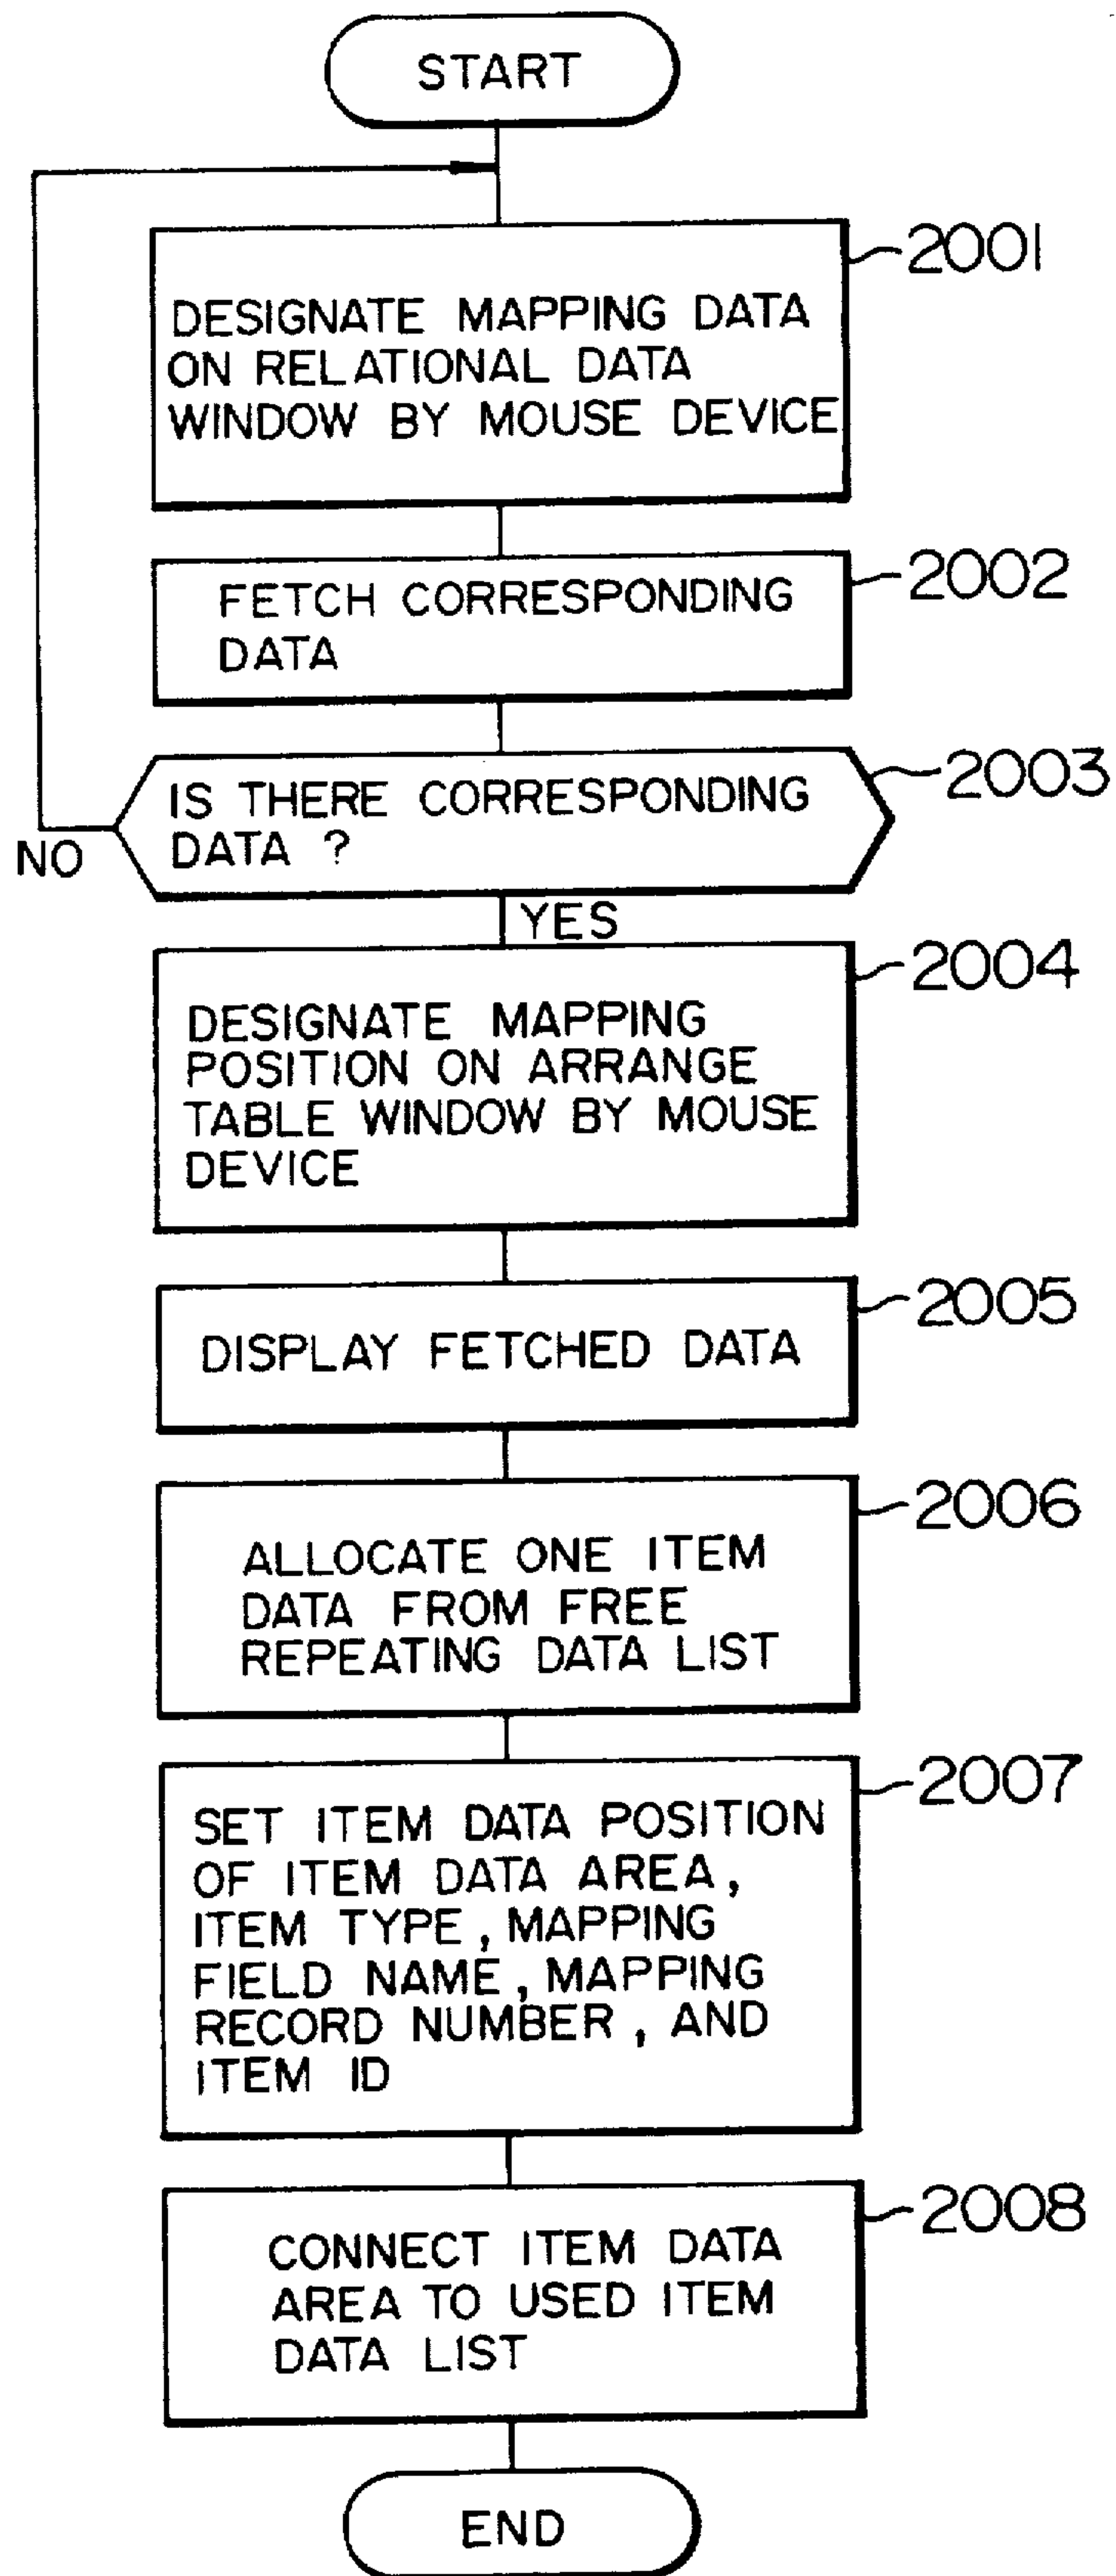 START
2001
DESIGNATE MAPPING DATA
ON RELATIONAL DATA
WINDOW BY MOUSE DEVICE
2002
FETCH CORRESPONDING
DATA
2003
IS THERE CORRESPONDING
DATA ?
NO
YES
2004
DESIGNATE MAPPING
POSITION ON ARRANGE
TABLE WINDOW BY MOUSE
DEVICE
2005
DISPLAY FETCHED DATA
2006
ALLOCATE ONE ITEM
DATA FROM FREE
REPEATING DATA LIST
2007
SET ITEM DATA POSITION
OF ITEM DATA AREA,
ITEM TYPE, MAPPING
FIELD NAME, MAPPING
RECORD NUMBER, AND
ITEM ID
2008
CONNECT ITEM DATA
AREA TO USED ITEM
DATA LIST
END